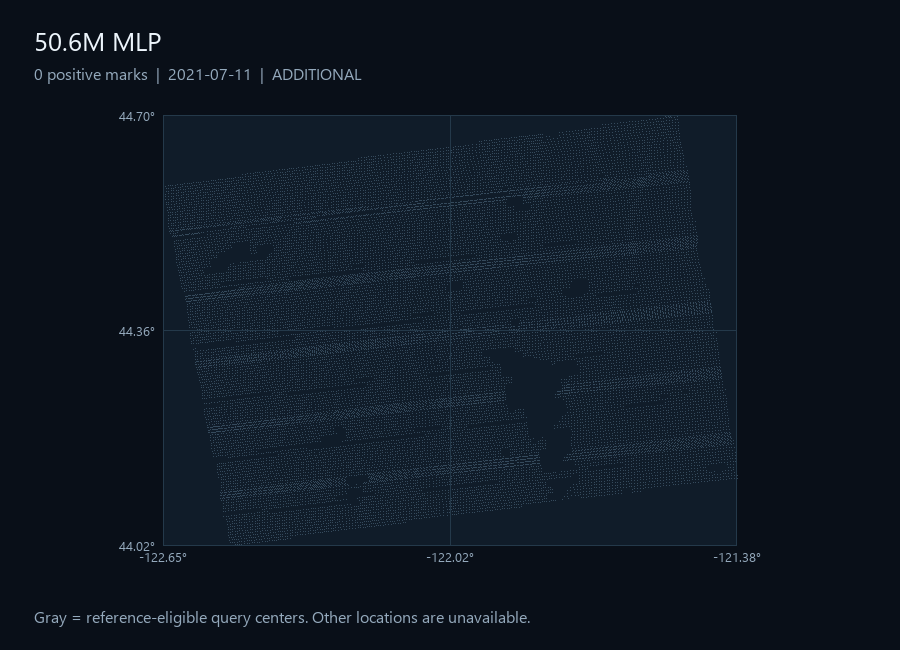 50.6M MLP
0 positive marks | 2021-07-11 | ADDITIONAL
44.70°
44.36°
44.02°
-122.65°
-122.02°
-121.38°
Gray = reference-eligible query centers. Other locations are unavailable.